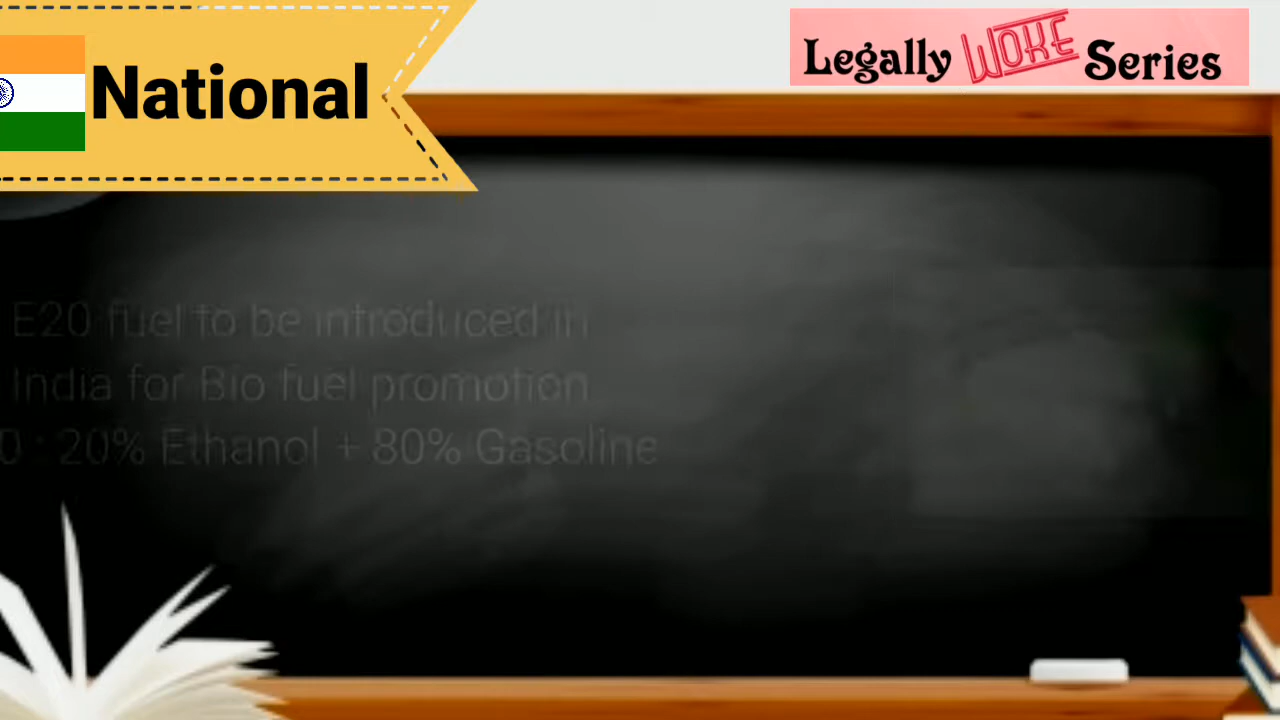 National
Legally WOKE Series
E20 fuel to be introduced in
India for Bio fuel promotion
0 : 20% Ethanol + 80% Gasoline